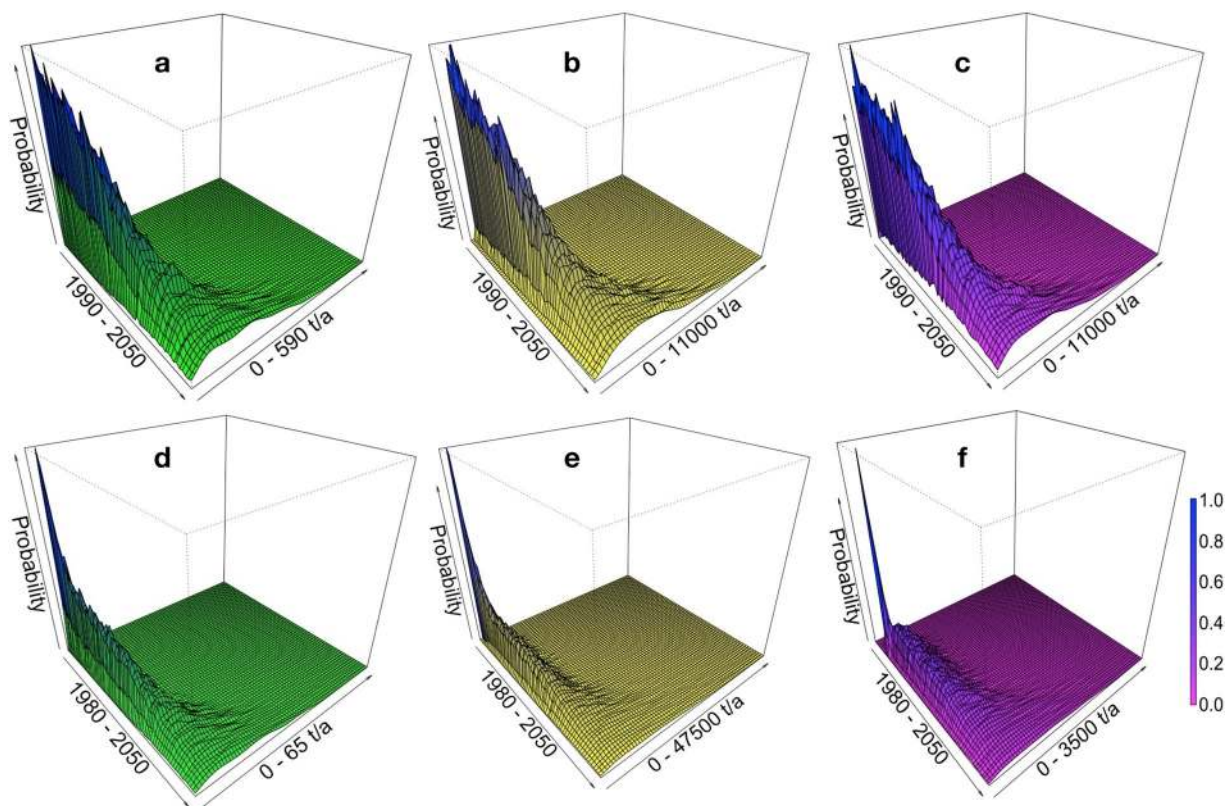 a
Probability
1990 - 2050
0 - 590 t/a
b
Probability
1990 - 2050
0 - 11000 t/a
c
Probability
1990 - 2050
0 - 11000 t/a
d
Probability
1980 - 2050
0 - 65 t/a
e
Probability
1980 - 2050
0 - 47500 t/a
f
Probability
1980 - 2050
0 - 3500 t/a
1.0
0.8
0.6
0.4
0.2
0.0